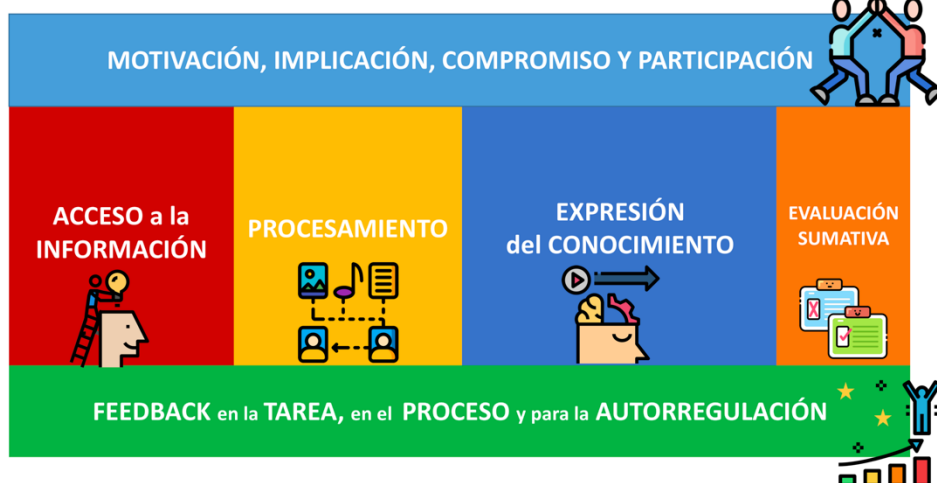 MOTIVACIÓN, IMPLICACIÓN, COMPROMISO Y PARTICIPACIÓN
ACCESO a la
INFORMACIÓN
PROCESAMIENTO
EXPRESIÓN
del CONOCIMIENTO
EVALUACIÓN
SUMATIVA
FEEDBACK en la TAREA, en el PROCESO y para la AUTORREGULACIÓN